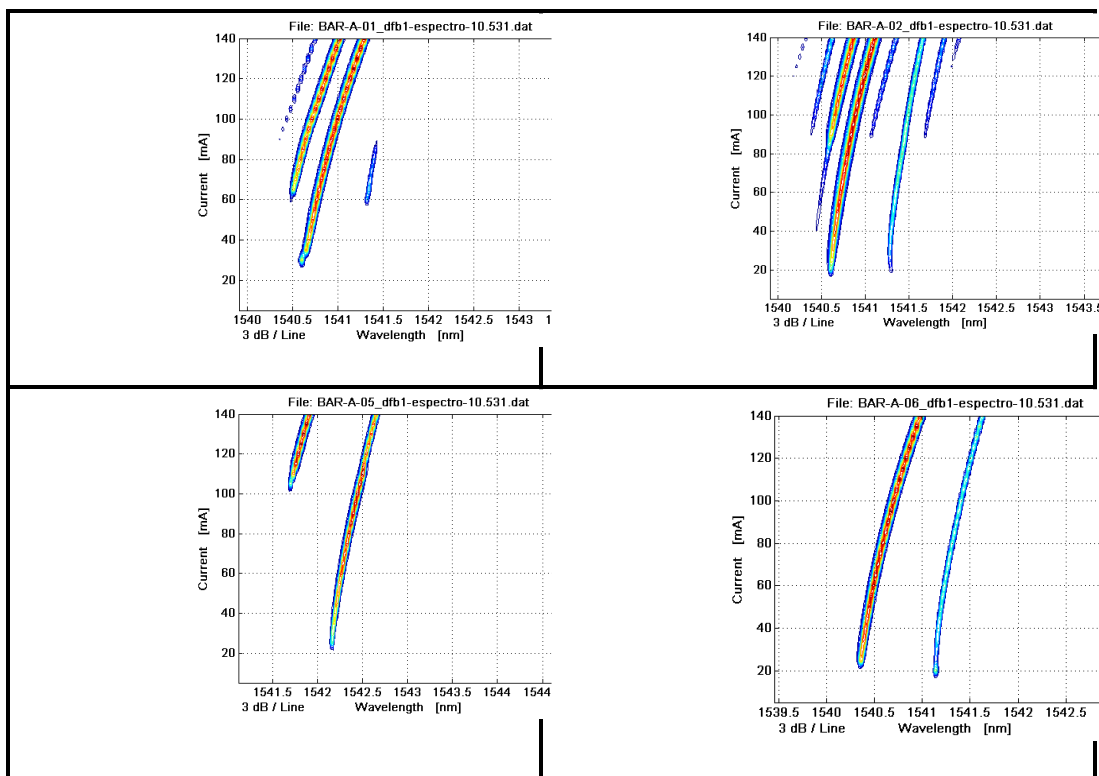 File: BAR-A-01_dfb1-espectro-10.531.dat
140
120
100
80
60
40
20
Current [mA]
1540 1540.5 1541 1541.5 1542 1542.5 1543 1
3 dB / Line Wavelength [nm]
File: BAR-A-02_dfb1-espectro-10.531.dat
140
120
100
80
60
40
20
Current [mA]
1540 1540.5 1541 1541.5 1542 1542.5 1543 1543.5
3 dB / Line Wavelength [nm]
File: BAR-A-05_dfb1-espectro-10.531.dat
140
120
100
80
60
40
20
Current [mA]
1541.5 1542 1542.5 1543 1543.5 1544 1544
3 dB / Line Wavelength [nm]
File: BAR-A-06_dfb1-espectro-10.531.dat
140
120
100
80
60
40
20
Current [mA]
1539.5 1540 1540.5 1541 1541.5 1542 1542.5
3 dB / Line Wavelength [nm]